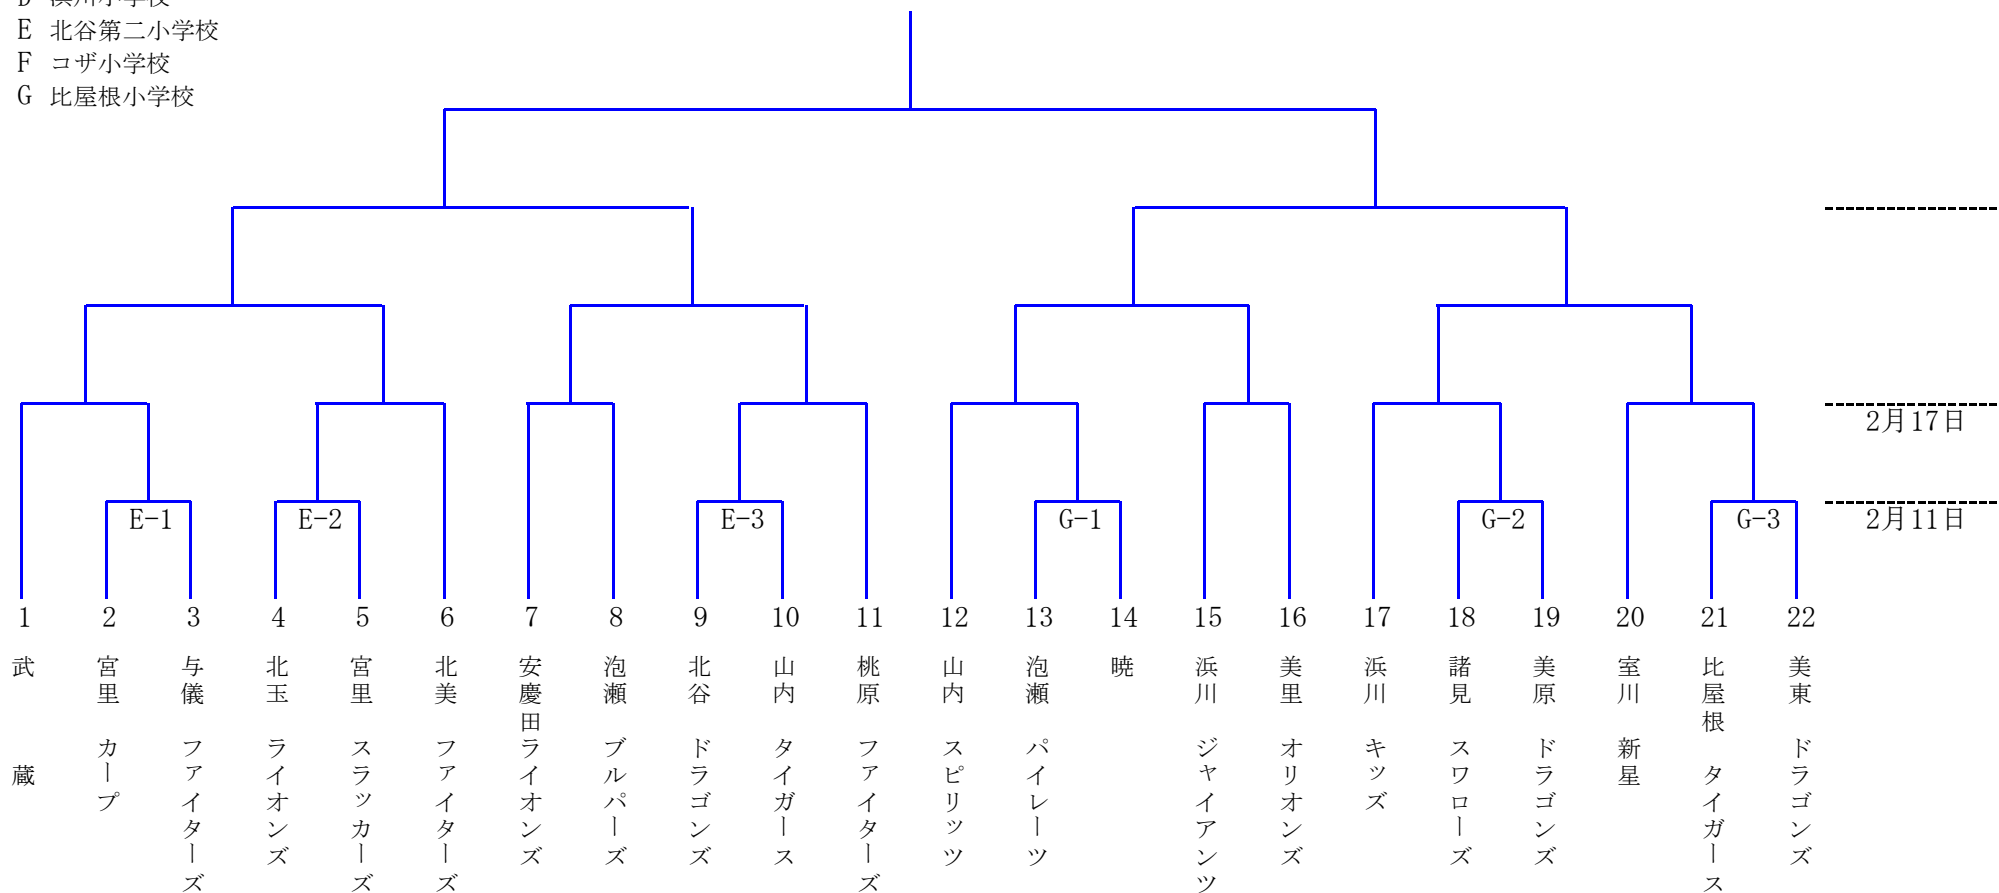 E 北谷第二小学校
F コザ小学校
G 比屋根小学校
2月17日
E-1
E-2
E-3
G-1
G-2
G-3
2月11日
1
2
3
4
5
6
7
8
9
10
11
12
13
14
15
16
17
18
19
20
21
22
武蔵
宮里 カープ
与儀 ファイターズ
北玉 ライオンズ
宮里 スラッカーズ
北美 ファイターズ
安慶田ライオンズ
泡瀬 ブルパーズ
北谷 ドラゴンズ
山内 タイガース
桃原 ファイターズ
山内 スピリッツ
泡瀬 パイレーツ
暁
浜川 ジャイアンツ
美里 オリオンズ
浜川 キッズ
諸見 スワローズ
美原 ドラゴンズ
室川 新星
比屋根 タイガース
美東 ドラゴンズ